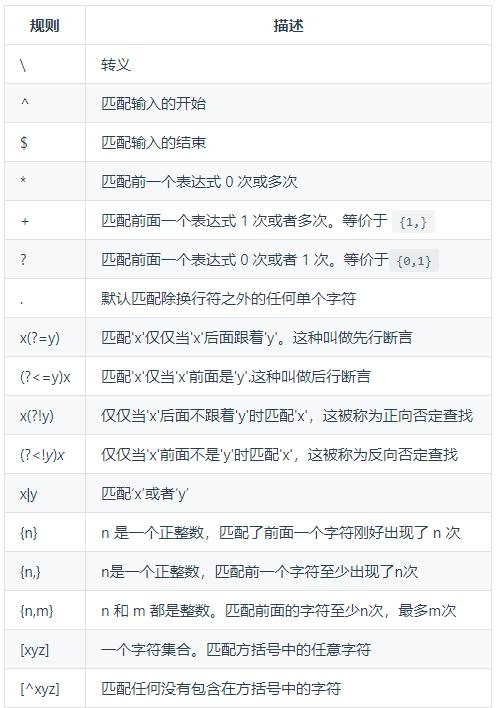 规则 描述
\ 转义
^ 匹配输入的开始
$ 匹配输入的结束
* 匹配前一个表达式 0 次或多次
+ 匹配前面一个表达式 1 次或者多次。等价于 {1,}
? 匹配前面一个表达式 0 次或者 1 次。等价于 {0,1}
. 默认匹配除换行符之外的任何单个字符
x(?=y) 匹配'x'仅仅当'x'后面跟着'y'。这种叫做先行断言
(?<=y)x 匹配'x'仅当'x'前面是'y'.这种叫做后行断言
x(?!y) 仅仅当'x'后面不跟着'y'时匹配'x'，这被称为正向否定查找
(?<!y)x 仅仅当'x'前面不是'y'时匹配'x'，这被称为反向否定查找
x|y 匹配‘x’或者‘y’
{n} n 是一个正整数，匹配了前面一个字符刚好出现了 n 次
{n,} n是一个正整数，匹配前一个字符至少出现了n次
{n,m} n 和 m 都是整数。匹配前面的字符至少n次，最多m次
[xyz] 一个字符集合。匹配方括号中的任意字符
[^xyz] 匹配任何没有包含在方括号中的字符